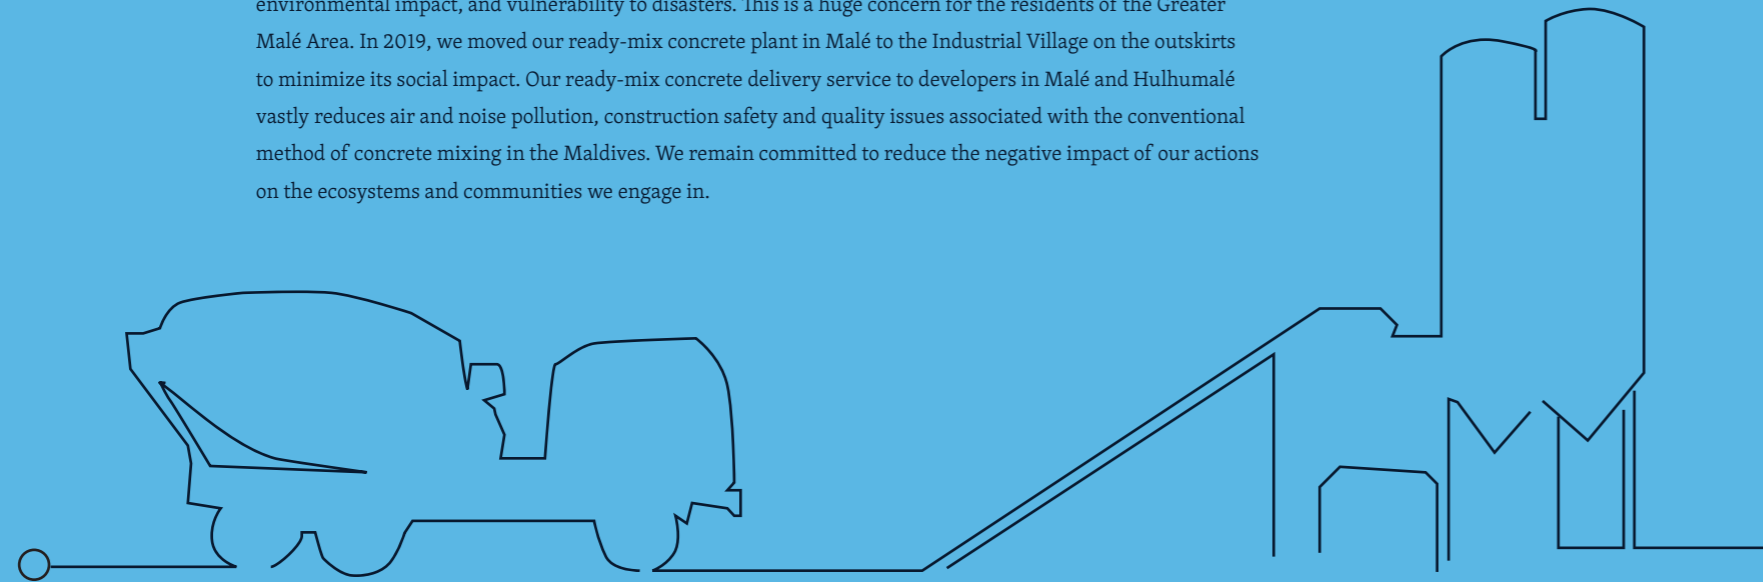 environmental impact, and vulnerability to disasters. This is a huge concern for the residents of the Greater
Malé Area. In 2019, we moved our ready-mix concrete plant in Malé to the Industrial Village on the outskirts
to minimize its social impact. Our ready-mix concrete delivery service to developers in Malé and Hulhumalé
vastly reduces air and noise pollution, construction safety and quality issues associated with the conventional
method of concrete mixing in the Maldives. We remain committed to reduce the negative impact of our actions
on the ecosystems and communities we engage in.